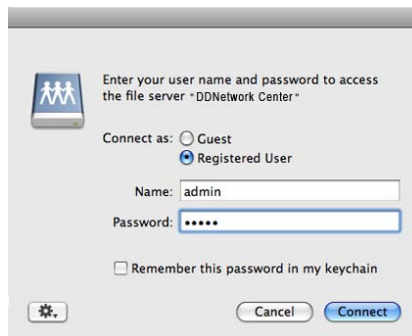 Enter your user name and password to access
the file server "DDNetwork Center"
Connect as: Guest
Registered User
Name: admin
Password: •••••
Remember this password in my keychain
Cancel Connect